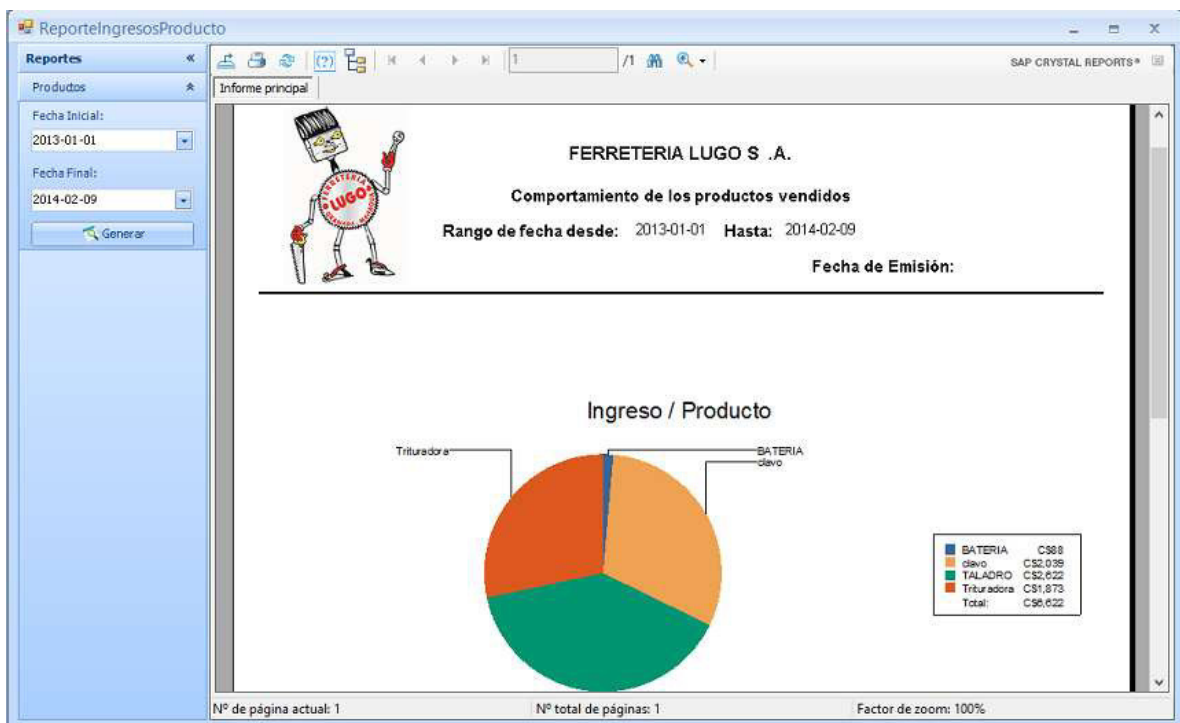 ReporteIngresosProducto
Reportes
Productos
Fecha Inicial:
2013-01-01
Fecha Final:
2014-02-09
Generar
1 /1
SAP CRYSTAL REPORTS®
Informe principal
FERRETERIA
LUGO
FERRETERIA LUGO S .A.
Comportamiento de los productos vendidos
Rango de fecha desde: 2013-01-01 Hasta: 2014-02-09
Fecha de Emisión:
Ingreso / Producto
Trituradora
BATERIA
clavo
BATERIA C$88
clavo C$2,039
TALADRO C$2,622
Trituradora C$1,873
Total: C$6,622
Nº de página actual: 1
Nº total de páginas: 1
Factor de zoom: 100%